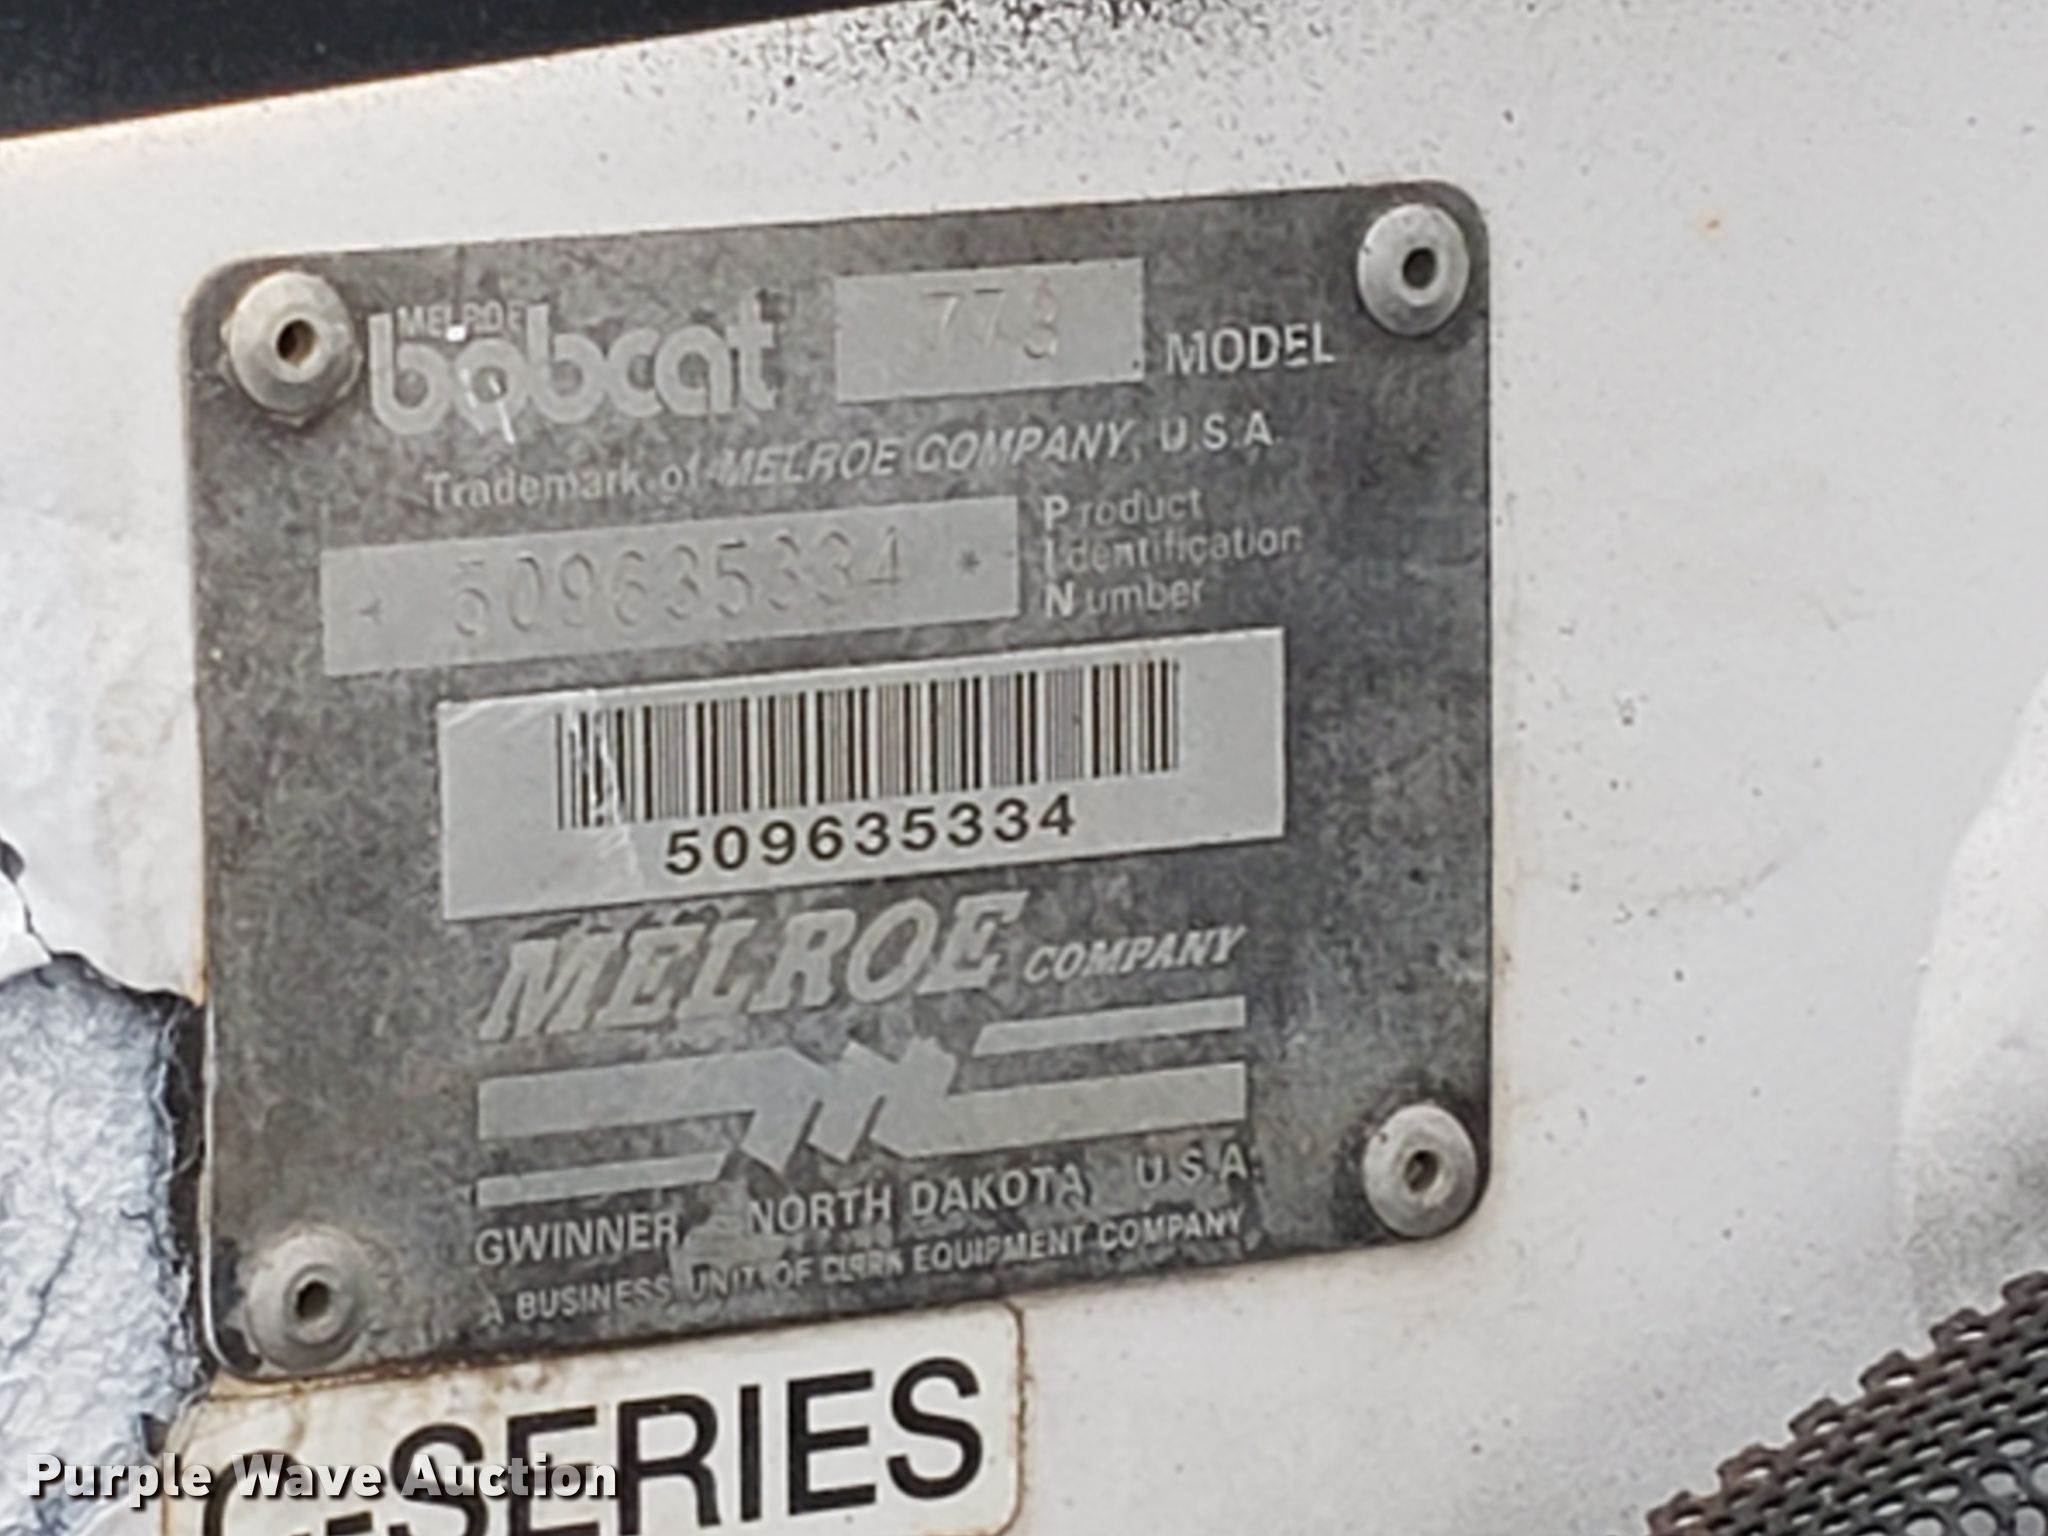 MELROE
bobcat 773 MODEL
Trademark of MELROE COMPANY, U.S.A.
* 509635334 * Product Identification Number
509635334
MELROE COMPANY
GWINNER, NORTH DAKOTA, U.S.A.
A BUSINESS UNIT OF CLARK EQUIPMENT COMPANY
-SERIES
Purple Wave Auction